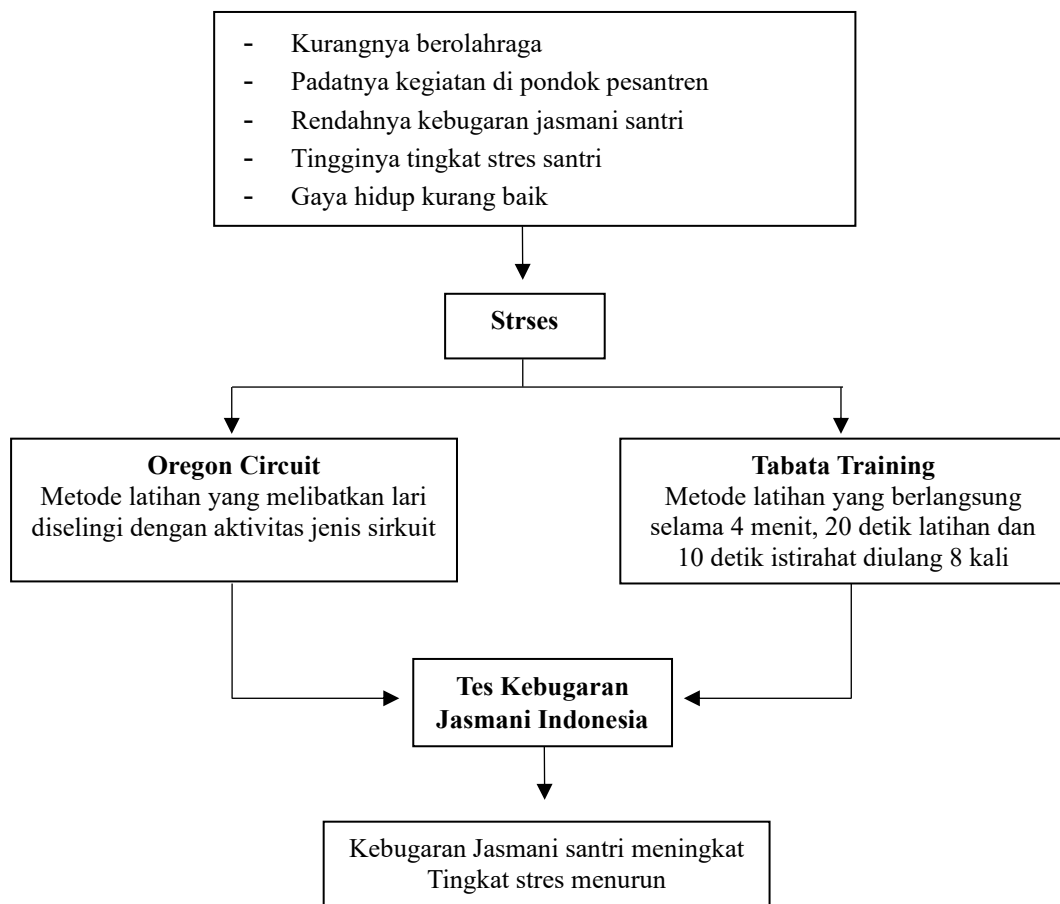 - Kurangnya berolahraga
- Padatnya kegiatan di pondok pesantren
- Rendahnya kebugaran jasmani santri
- Tingginya tingkat stres santri
- Gaya hidup kurang baik
Strses
Oregon Circuit
Metode latihan yang melibatkan lari
diselingi dengan aktivitas jenis sirkuit
Tabata Training
Metode latihan yang berlangsung
selama 4 menit, 20 detik latihan dan
10 detik istirahat diulang 8 kali
Tes Kebugaran
Jasmani Indonesia
Kebugaran Jasmani santri meningkat
Tingkat stres menurun